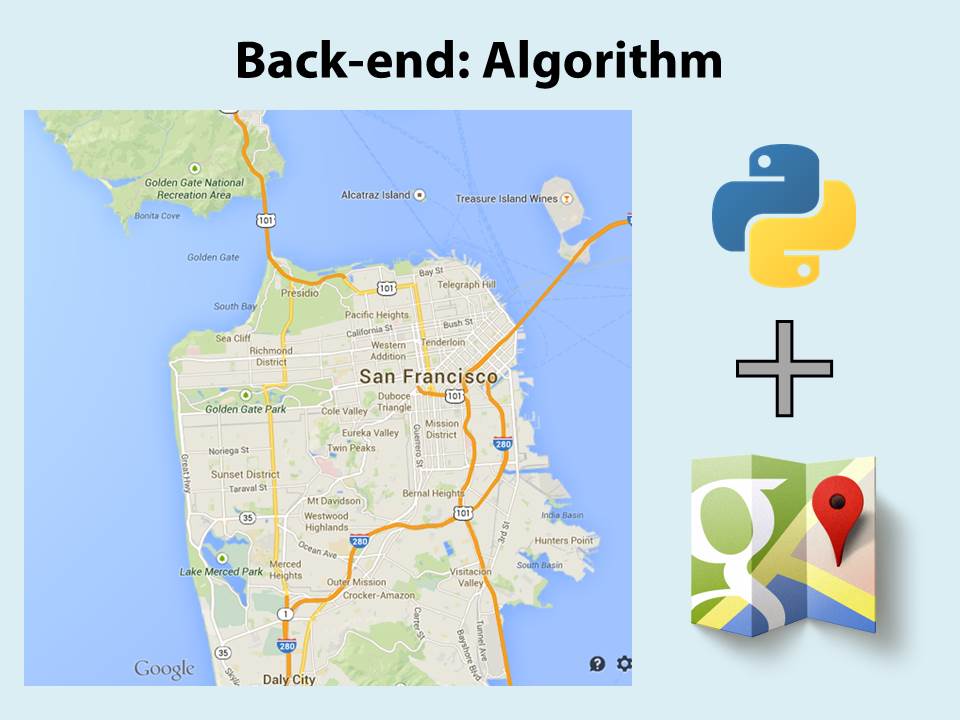 Back-end: Algorithm
Golden Gate National
Recreation Area
Alcatraz Island
Treasure Island Wines
Bonita Cove
101
Golden Gate
Bay St
Presidio
101
Telegraph Hill
South Bay
Pacific Heights
California St
Bush St
Sea Cliff
Western
Addition
Tenderloin
Richmond
District
San Francisco
Golden Gate Park
Duboce
Triangle
101
Cole Valley
Eureka Valley
Mission
District
Guerrero St
280
Noriega St
Twin Peaks
Great Hwy
Sunset District
Taraval St
Mt Davidson
Bernal Heights
35
Westwood
Highlands
101
India Basin
280
3rd St
Hunters Point
Ocean Ave
Lake Merced Park
Merced
Heights
South Basin
Visitacion
Valley
Outer Mission
Crocker-Amazon
1
Carter St
280
35
Tunnel Ave
Bayshore Blvd
Skyl
Google
Daly City
g